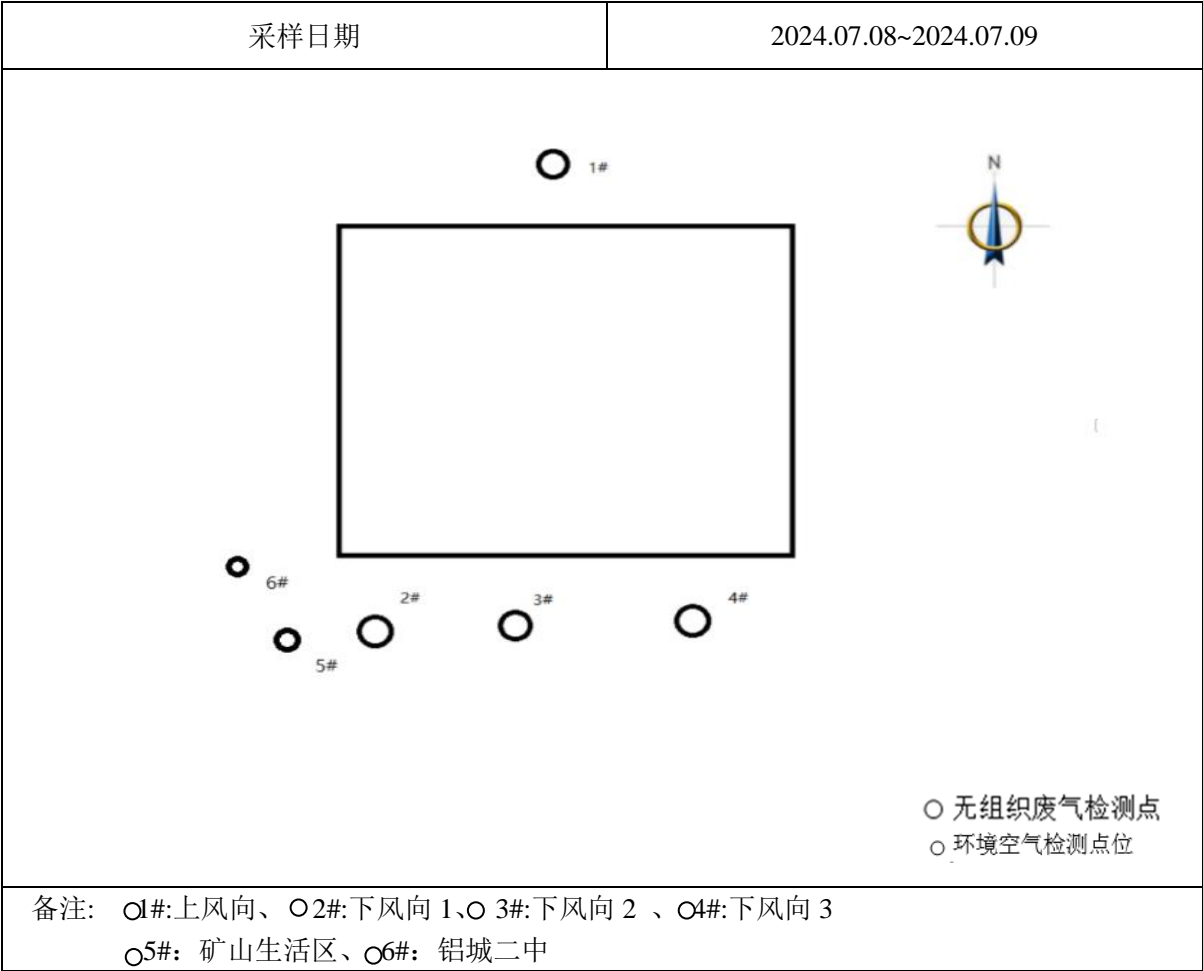 采样日期 2024.07.08~2024.07.09
1#
N
6#
2#
3#
4#
5#
○ 无组织废气检测点
○ 环境空气检测点位
备注: ○1#:上风向、○2#:下风向 1、○ 3#:下风向 2 、○4#:下风向 3
○5#：矿山生活区、○6#：铝城二中